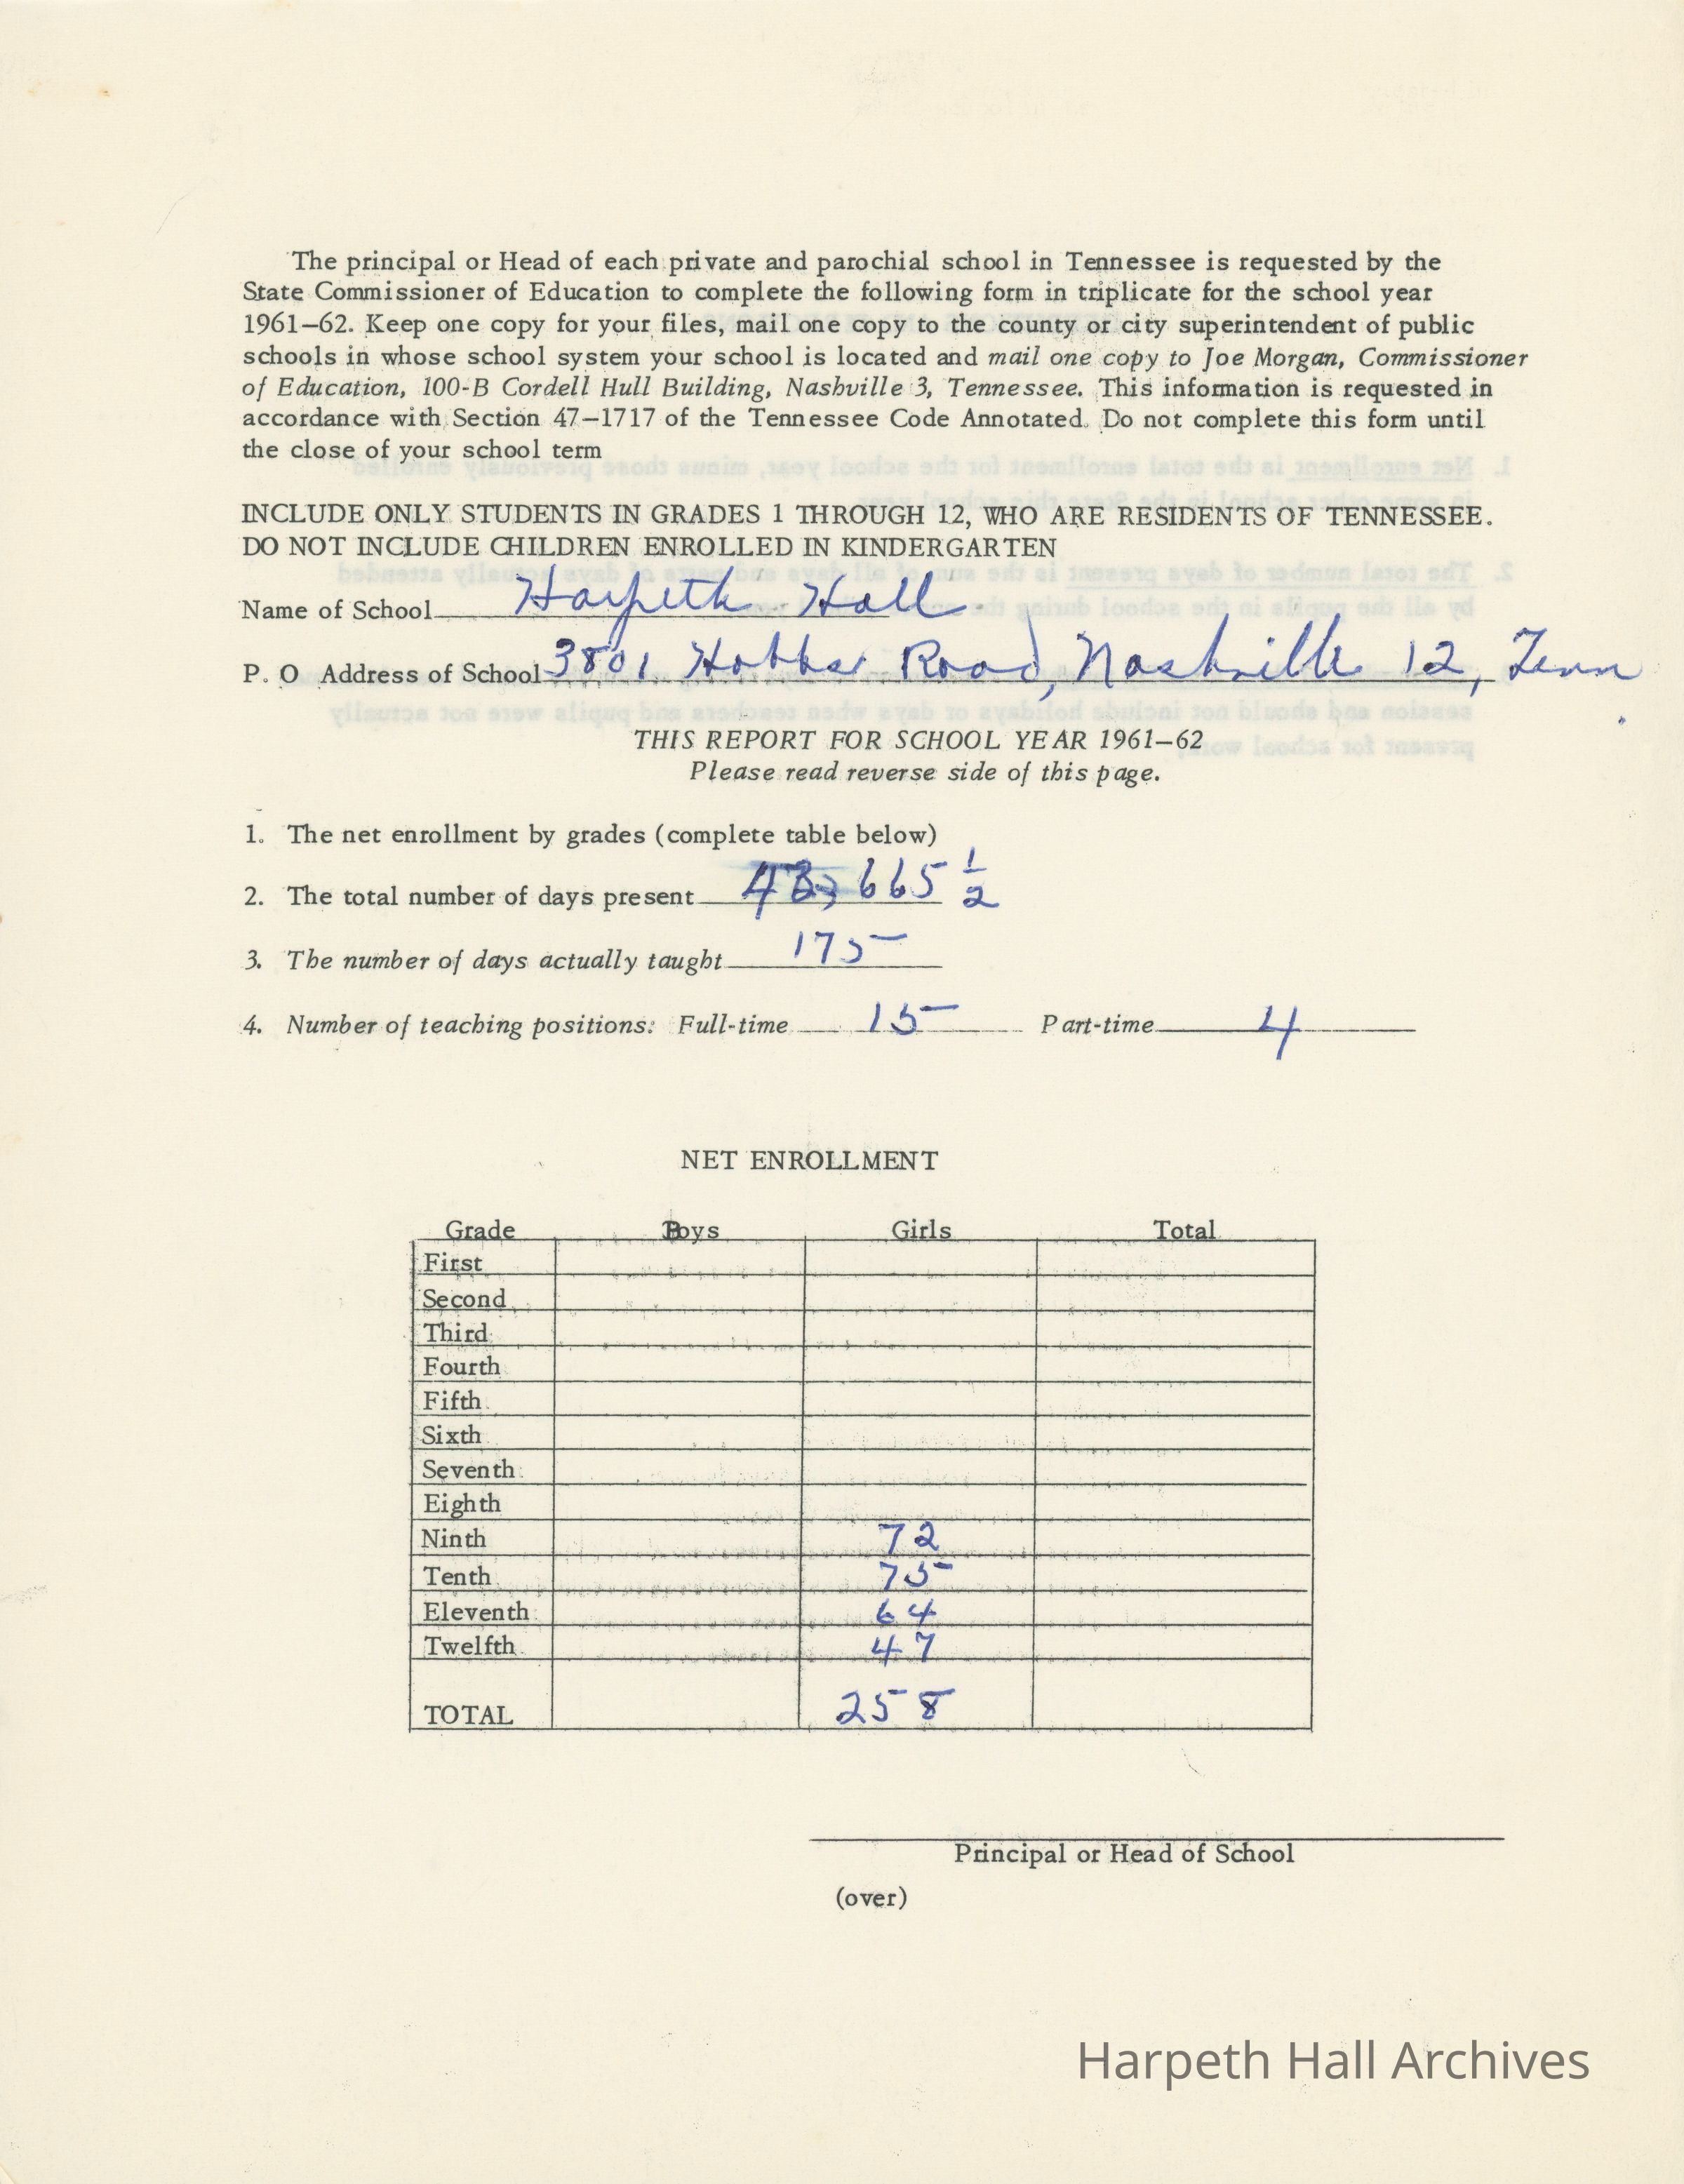 The principal or Head of each private and parochial school in Tennessee is requested by the
State Commissioner of Education to complete the following form in triplicate for the school year
1961–62. Keep one copy for your files, mail one copy to the county or city superintendent of public
schools in whose school system your school is located and mail one copy to Joe Morgan, Commissioner
of Education, 100-B Cordell Hull Building, Nashville 3, Tennessee. This information is requested in
accordance with Section 47–1717 of the Tennessee Code Annotated. Do not complete this form until
the close of your school term
INCLUDE ONLY STUDENTS IN GRADES 1 THROUGH 12, WHO ARE RESIDENTS OF TENNESSEE.
DO NOT INCLUDE CHILDREN ENROLLED IN KINDERGARTEN
Name of School Harpeth Hall
P. O Address of School 3801 Hobbs Road, Nashville 12, Tenn
THIS REPORT FOR SCHOOL YEAR 1961–62
Please read reverse side of this page.
1. The net enrollment by grades (complete table below)
2. The total number of days present 43,665 1/2
3. The number of days actually taught 175
4. Number of teaching positions: Full-time 15 Part-time 4
NET ENROLLMENT
Grade Boys Girls Total
First
Second
Third
Fourth
Fifth
Sixth
Seventh
Eighth
Ninth 72
Tenth 75
Eleventh 64
Twelfth 47
TOTAL 258
Principal or Head of School
(over)
Harpeth Hall Archives